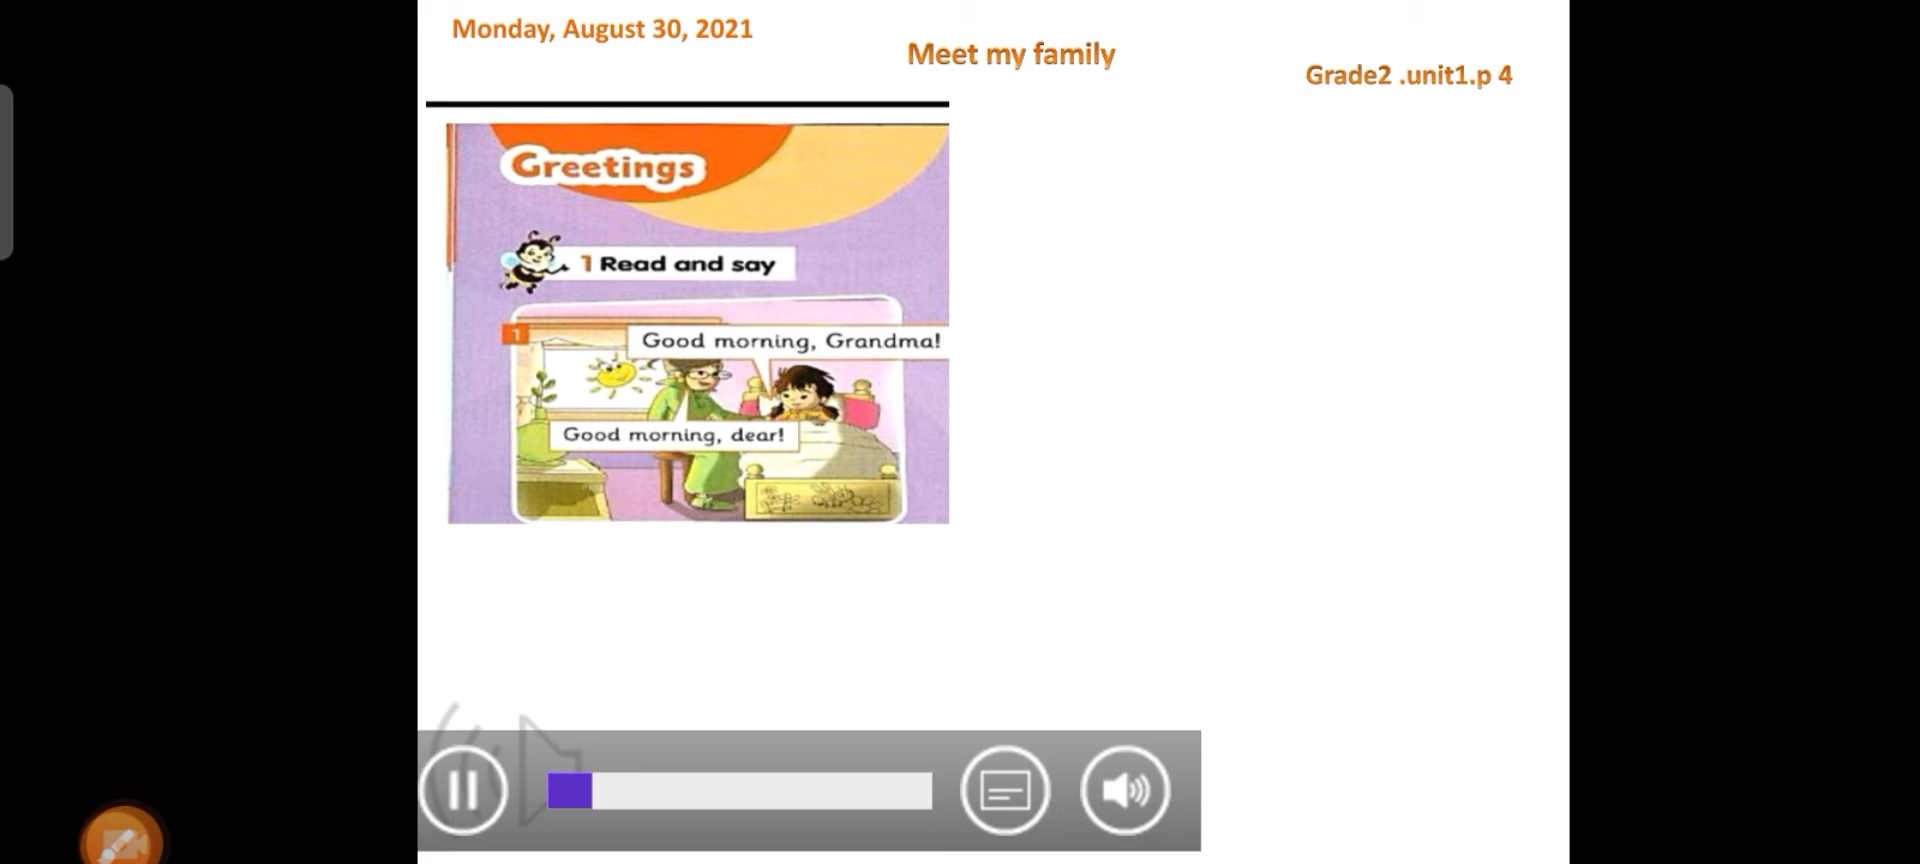 Monday, August 30, 2021
Meet my family
Grade2 .unit1.p 4
Greetings
1 Read and say
1
Good morning, Grandma!
Good morning, dear!